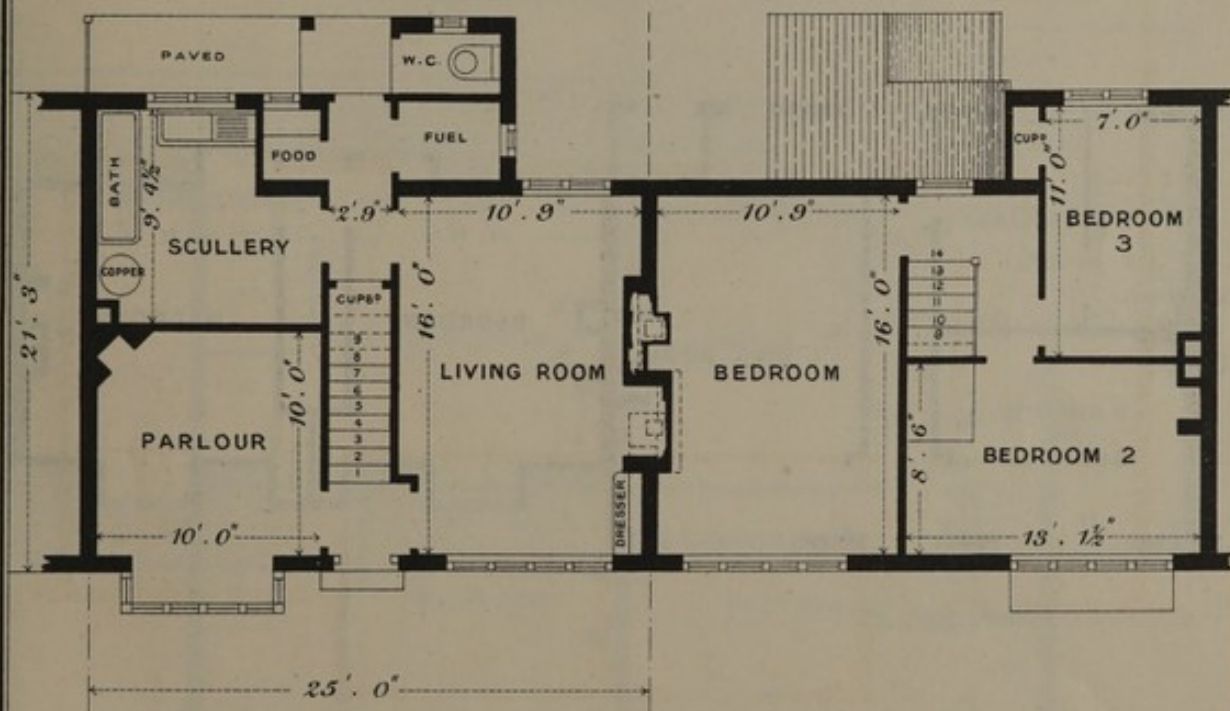 PAVED
W.C.
BATH
9'. 4½"
FOOD
FUEL
2'.9"
10'. 9"
SCULLERY
COPPER
CUPBD
16'. 0"
21'. 3"
9
8
7
6
5
4
3
2
1
LIVING ROOM
10'. 0"
PARLOUR
10'. 0"
DRESSER
25'. 0"
10'. 9"
CUPD
7'. 0"
11'. 0"
BEDROOM
3
14
13
12
11
10
9
16'. 0"
BEDROOM
8'. 6"
BEDROOM 2
13'. 1½"